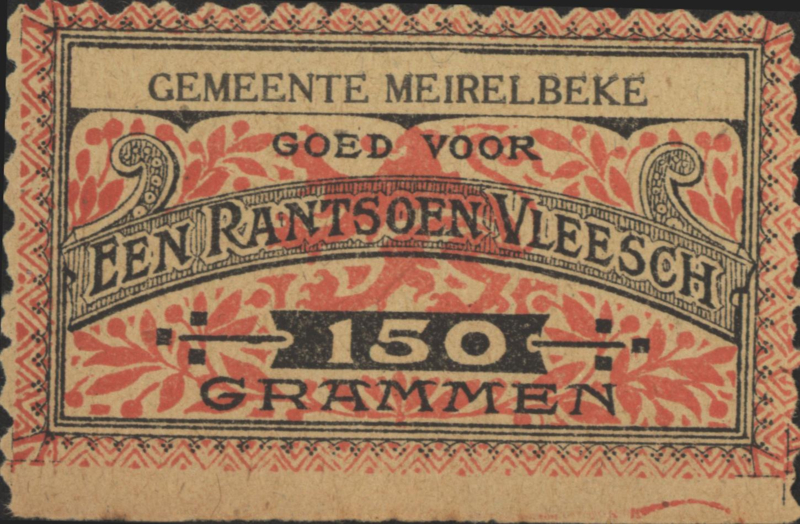 GEMEENTE MEIRELBEKE
GOED VOOR
EEN RANTSOEN VLEESCH
150
GRAMMEN